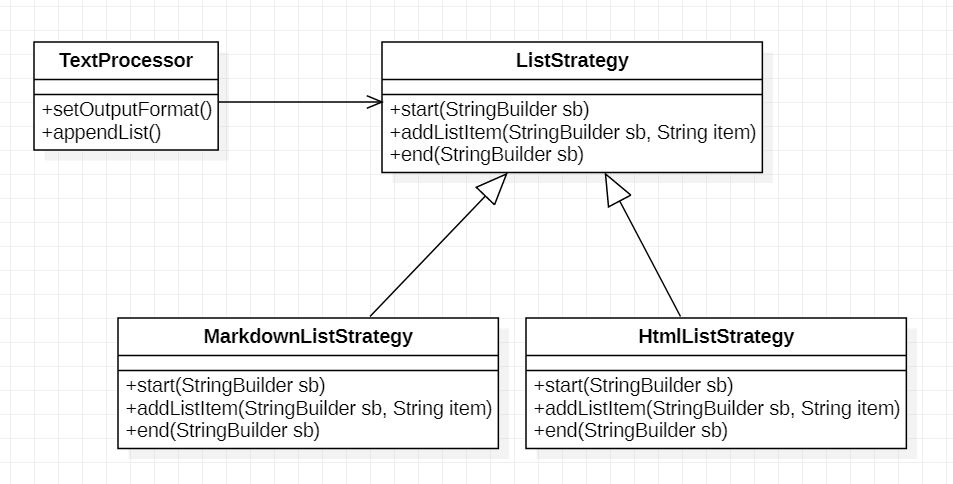 TextProcessor
+setOutputFormat()
+appendList()
ListStrategy
+start(StringBuilder sb)
+addListItem(StringBuilder sb, String item)
+end(StringBuilder sb)
MarkdownListStrategy
+start(StringBuilder sb)
+addListItem(StringBuilder sb, String item)
+end(StringBuilder sb)
HtmlListStrategy
+start(StringBuilder sb)
+addListItem(StringBuilder sb, String item)
+end(StringBuilder sb)